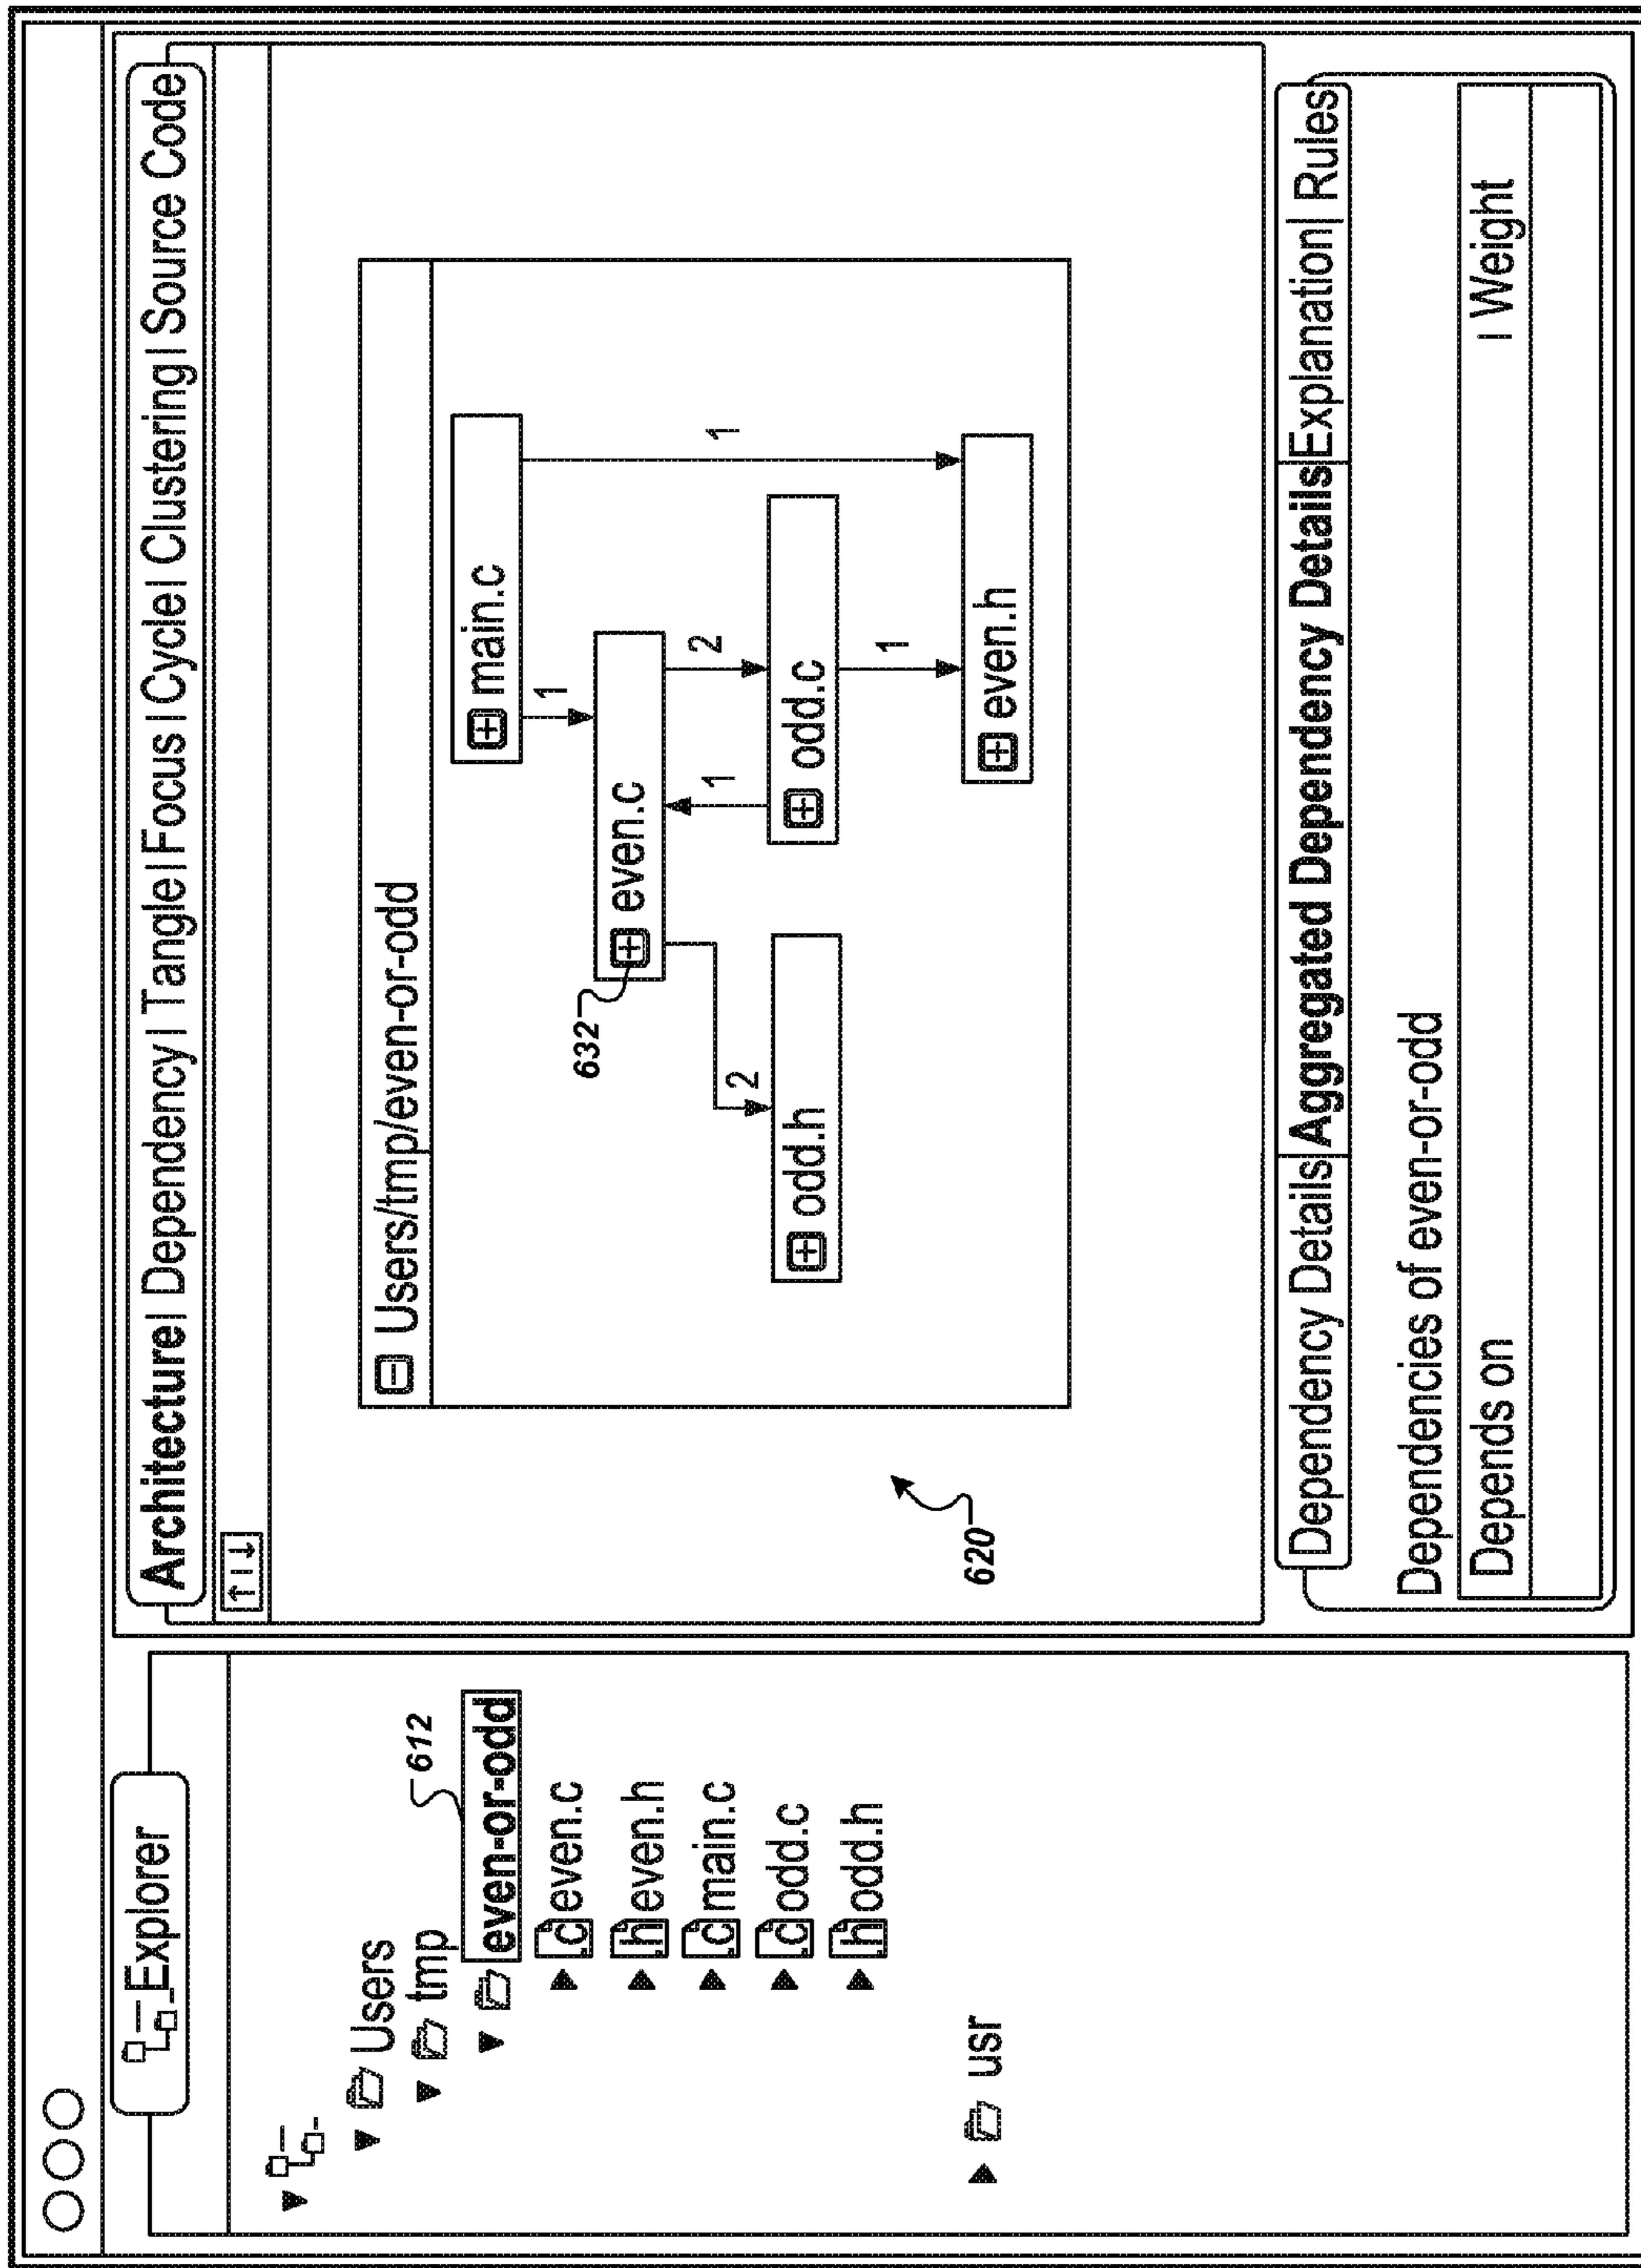 Explorer
Users
tmp
even-or-odd
612
.c even.c
.h even.h
.c main.c
.c odd.c
.h odd.h
usr
Architecture | Dependency | Tangle | Focus | Cycle | Clustering | Source Code
Users/tmp/even-or-odd
main.c
1
1
632
even.c
2
1
2
odd.h
odd.c
1
even.h
620
Dependency Details | Aggregated Dependency Details | Explanation | Rules
Dependencies of even-or-odd
Depends on | Weight